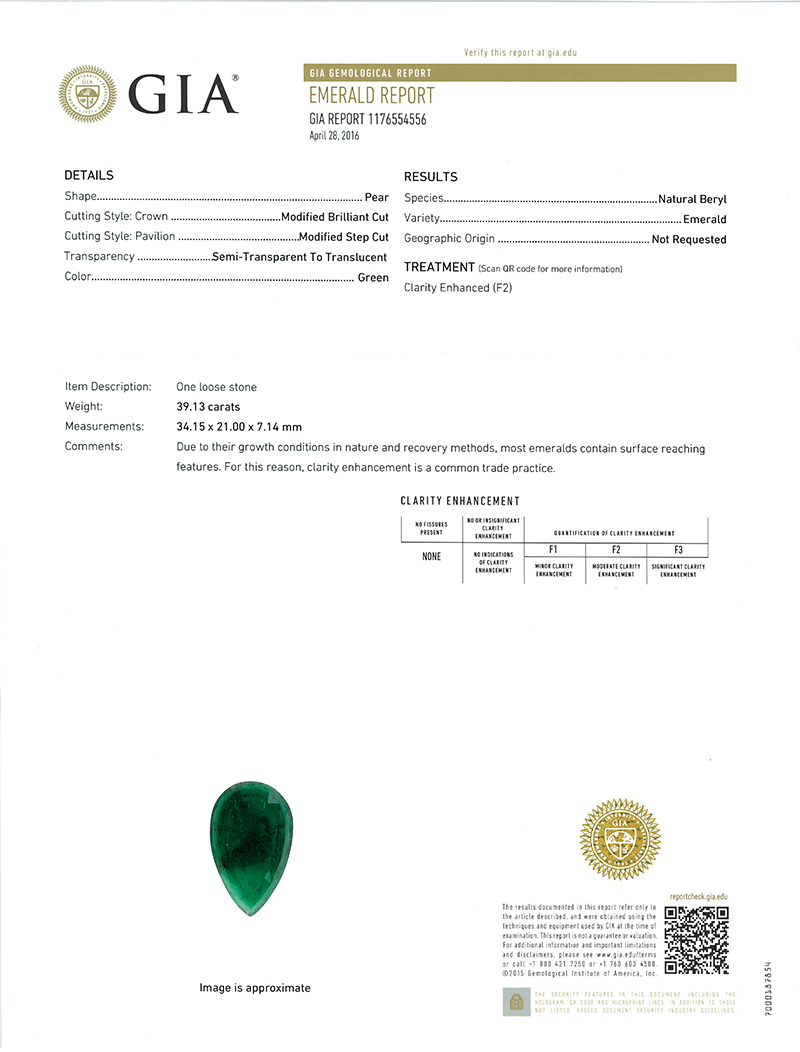 Verify this report at gia.edu
GIA®
GIA GEMOLOGICAL REPORT
EMERALD REPORT
GIA REPORT 1176554556
April 28, 2016
DETAILS
Shape.................................................................................... Pear
Cutting Style: Crown ..................................Modified Brilliant Cut
Cutting Style: Pavilion .....................................Modified Step Cut
Transparency ......................Semi-Transparent To Translucent
Color.................................................................................. Green
RESULTS
Species..................................................................Natural Beryl
Variety.........................................................................Emerald
Geographic Origin .............................................. Not Requested
TREATMENT (Scan QR code for more information)
Clarity Enhanced (F2)
Item Description: One loose stone
Weight: 39.13 carats
Measurements: 34.15 x 21.00 x 7.14 mm
Comments: Due to their growth conditions in nature and recovery methods, most emeralds contain surface reaching
features. For this reason, clarity enhancement is a common trade practice.
CLARITY ENHANCEMENT
NO FISSURES
PRESENT
NONE
NO OR INSIGNIFICANT
CLARITY
ENHANCEMENT
NO INDICATIONS
OF CLARITY
ENHANCEMENT
QUANTIFICATION OF CLARITY ENHANCEMENT
F1 F2 F3
MINOR CLARITY
ENHANCEMENT
MODERATE CLARITY
ENHANCEMENT
SIGNIFICANT CLARITY
ENHANCEMENT
Image is approximate
GIA
reportcheck.gia.edu
The results documented in this report refer only to
the article described, and were obtained using the
techniques and equipment used by GIA at the time of
examination. This report is not a guarantee or valuation.
For additional information and important limitations
and disclaimers, please see www.gia.edu/terms
or call +1 800 421 7250 or +1 760 603 4500.
©2015 Gemological Institute of America, Inc.
THE SECURITY FEATURES IN THIS DOCUMENT, INCLUDING THE
HOLOGRAM, QR CODE AND MICROPRINT LINES, IN ADDITION TO THOSE
NOT LISTED, EXCEED DOCUMENT SECURITY INDUSTRY GUIDELINES.
7000187854